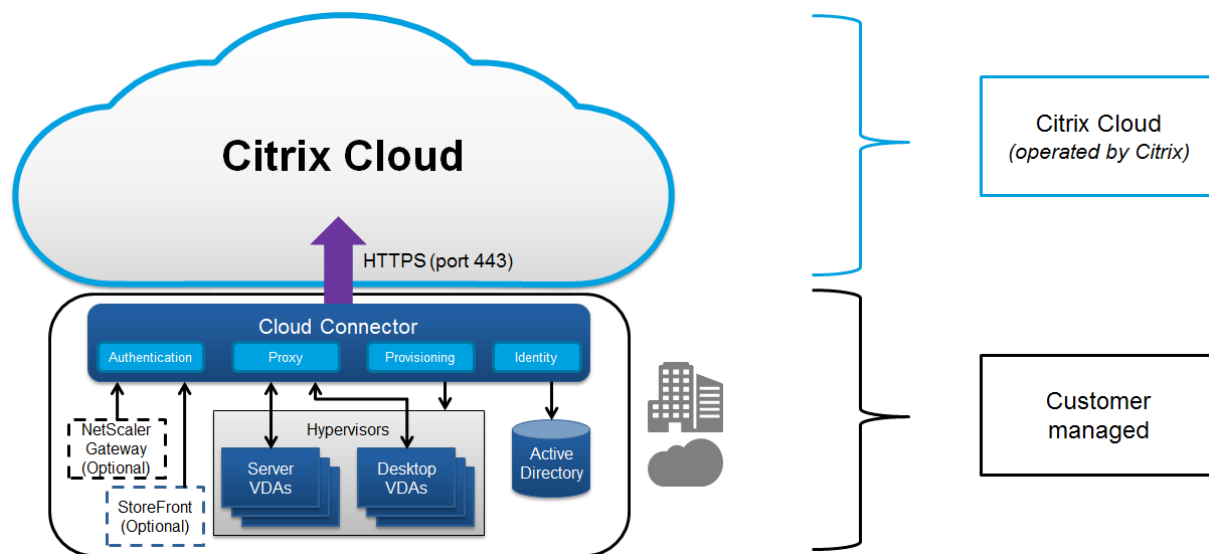 Citrix Cloud
HTTPS (port 443)
Citrix Cloud
(operated by Citrix)
Cloud Connector
Authentication
Proxy
Provisioning
Identity
NetScaler
Gateway
(Optional)
StoreFront
(Optional)
Hypervisors
Server
VDAs
Desktop
VDAs
Active
Directory
Customer
managed